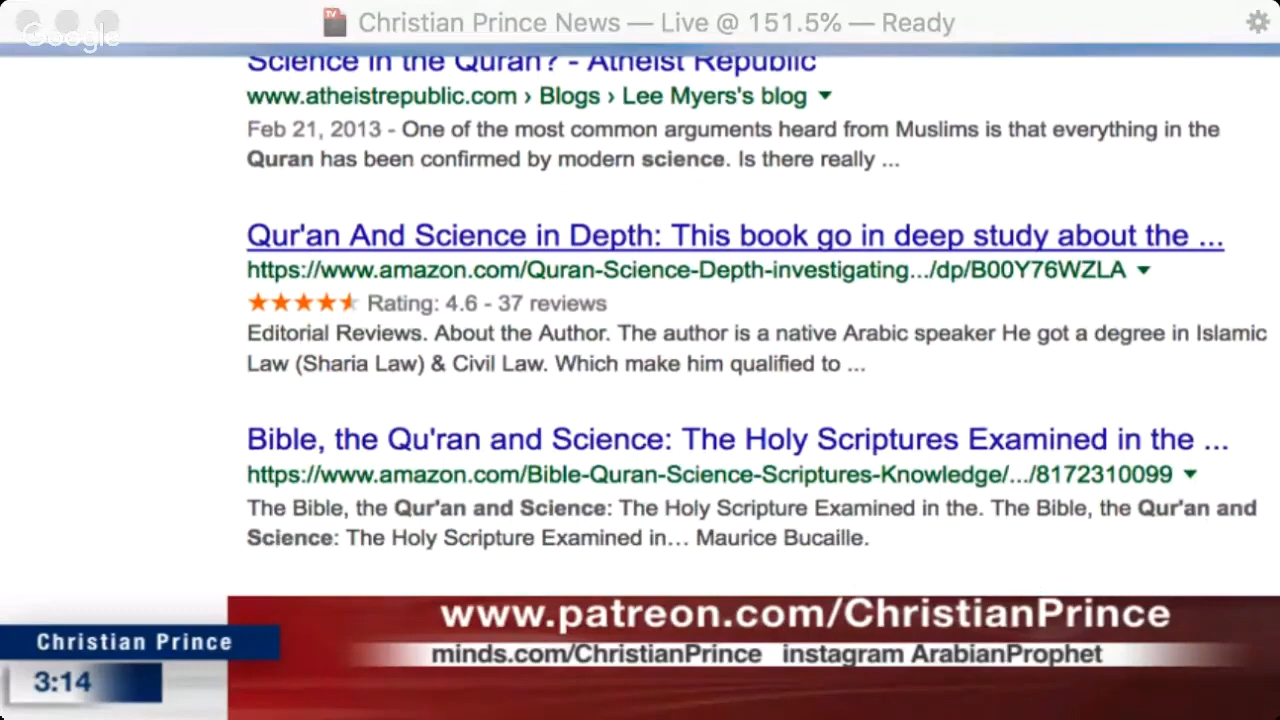 TV Christian Prince News — Live @ 151.5% — Ready
Google
Science in the Quran? - Atheist Republic
www.atheistrepublic.com › Blogs › Lee Myers's blog
Feb 21, 2013 - One of the most common arguments heard from Muslims is that everything in the
Quran has been confirmed by modern science. Is there really ...
Qur'an And Science in Depth: This book go in deep study about the ...
https://www.amazon.com/Quran-Science-Depth-investigating.../dp/B00Y76WZLA
Rating: 4.6 - 37 reviews
Editorial Reviews. About the Author. The author is a native Arabic speaker He got a degree in Islamic
Law (Sharia Law) & Civil Law. Which make him qualified to ...
Bible, the Qu'ran and Science: The Holy Scriptures Examined in the ...
https://www.amazon.com/Bible-Quran-Science-Scriptures-Knowledge/.../8172310099
The Bible, the Qur'an and Science: The Holy Scripture Examined in the. The Bible, the Qur'an and
Science: The Holy Scripture Examined in... Maurice Bucaille.
www.patreon.com/ChristianPrince
Christian Prince
minds.com/ChristianPrince instagram ArabianProphet
3:14